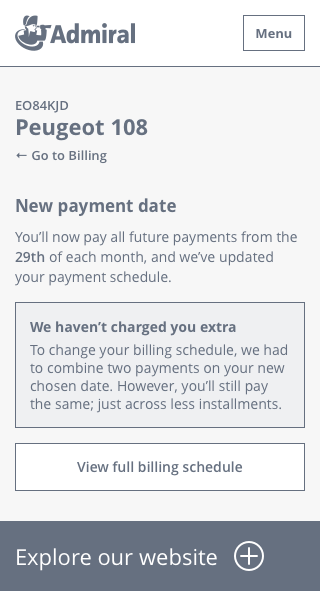 Admiral
Menu
EO84KJD
Peugeot 108
← Go to Billing
New payment date
You’ll now pay all future payments from the
29th of each month, and we’ve updated
your payment schedule.
We haven’t charged you extra
To change your billing schedule, we had
to combine two payments on your new
chosen date. However, you’ll still pay
the same; just across less installments.
View full billing schedule
Explore our website